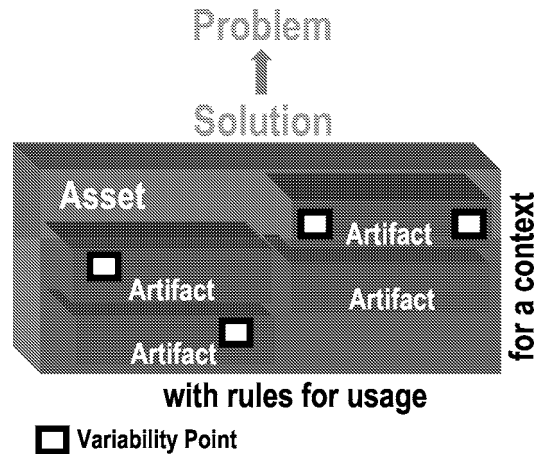 Problem
Solution
Asset
Artifact
Artifact
Artifact
Artifact
for a context
with rules for usage
Variability Point